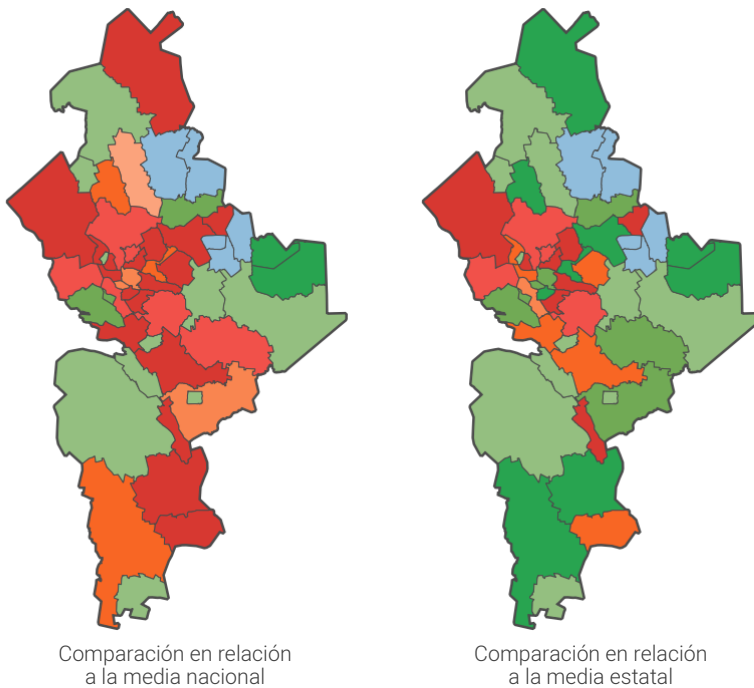 Comparación en relación
a la media nacional
Comparación en relación
a la media estatal